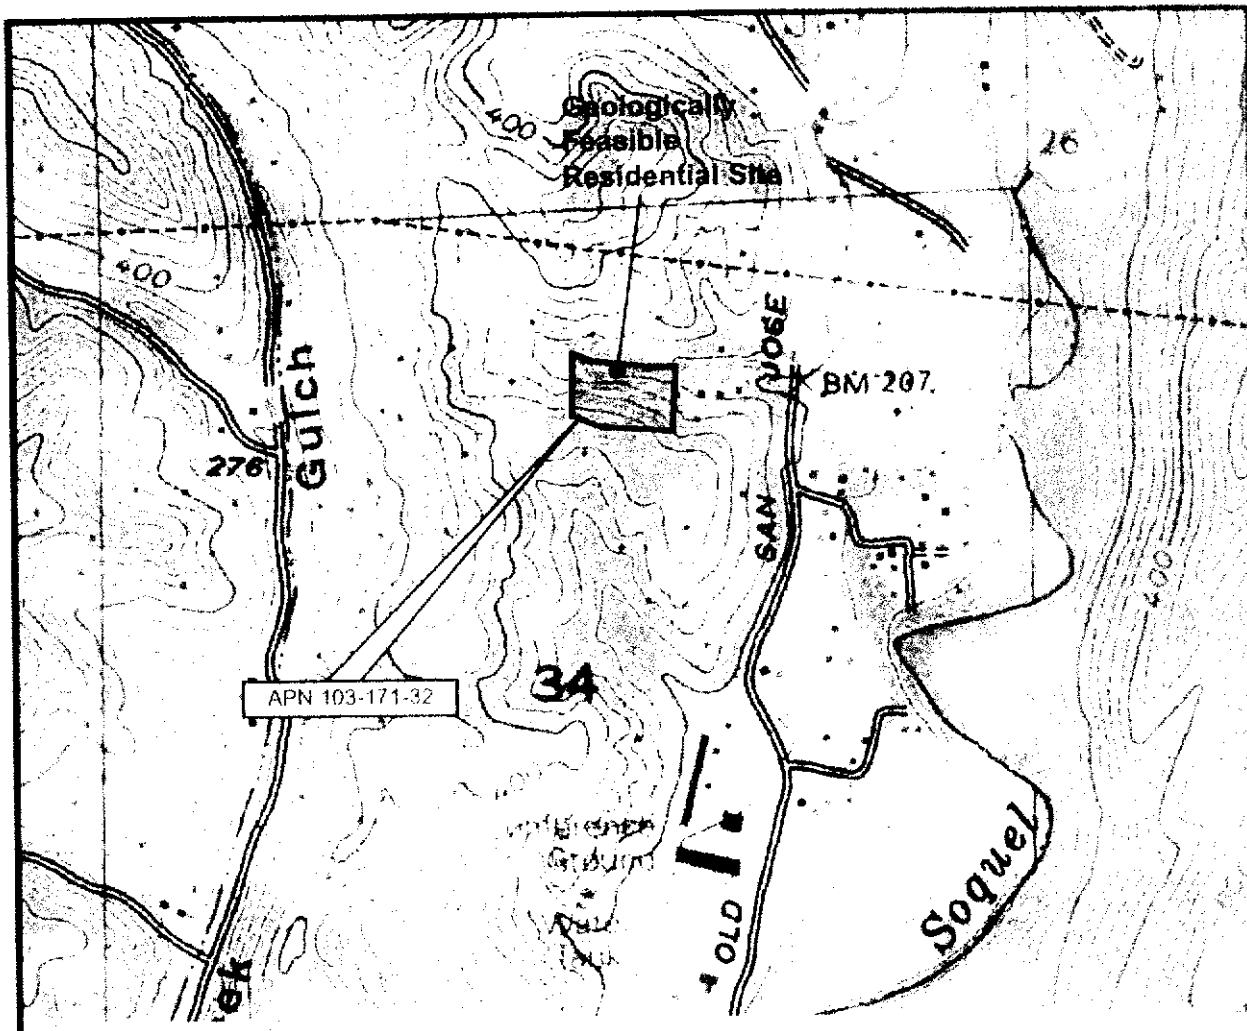 400
Geologically
Feasible
Residential Site
26
400
JOSE
BM 207
Gulch
276
SAN
400
APN 103-171-32
34
Ground
OLD
Soquel